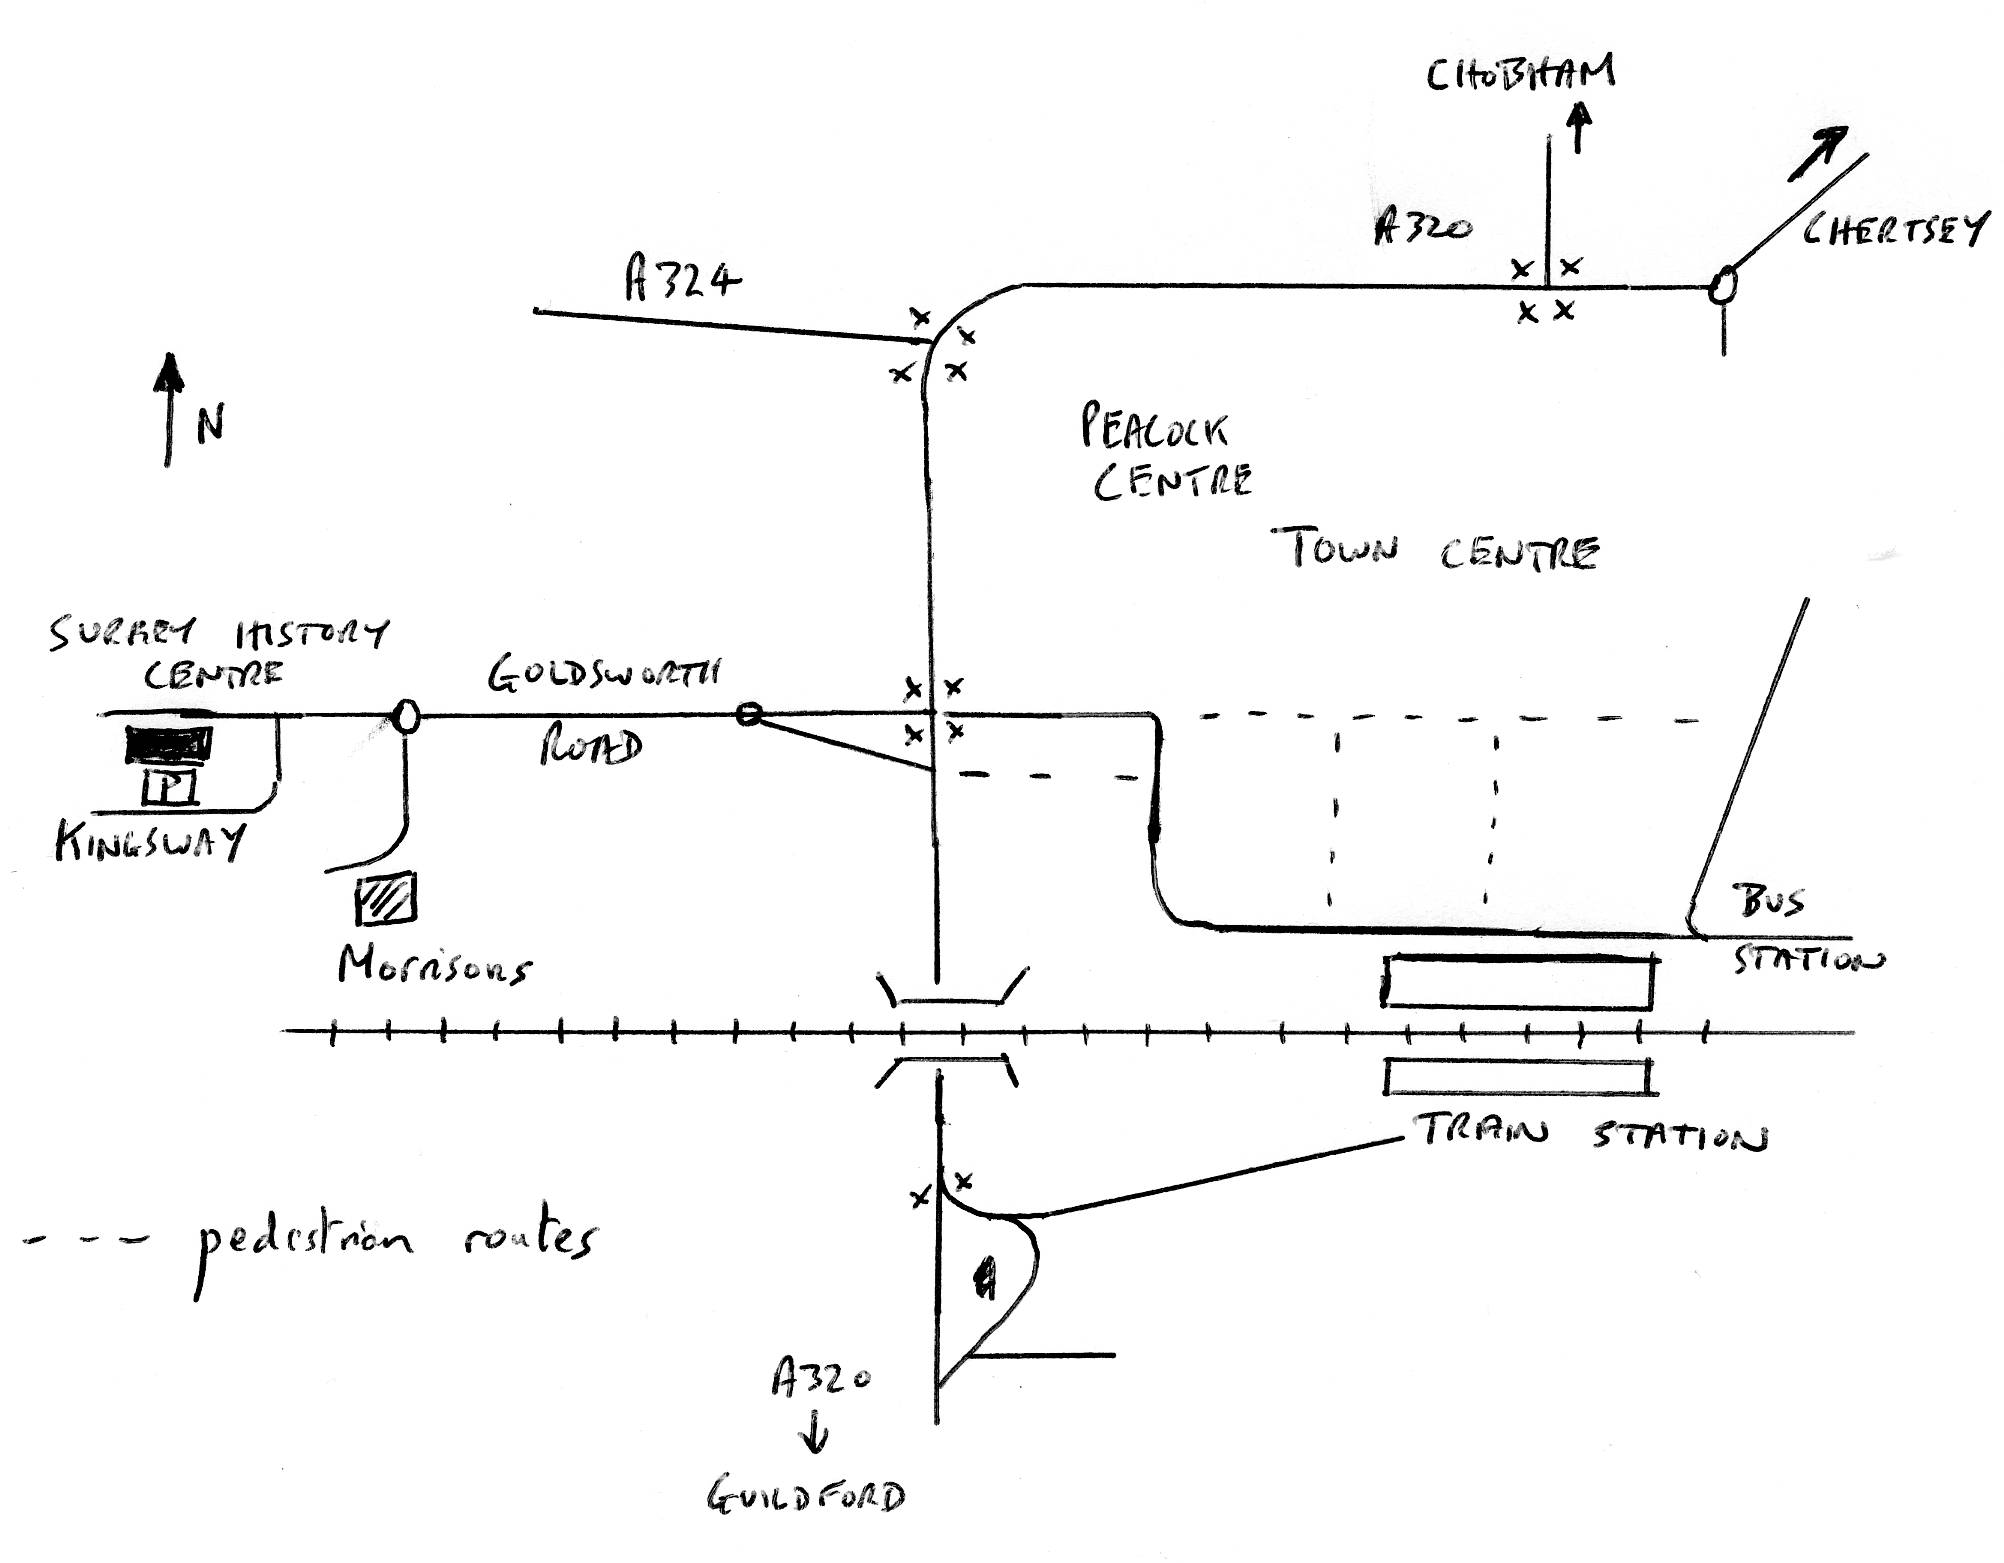 CHOBHAM
A320
CHERTSEY
A324
N
PEACOCK
CENTRE
TOWN CENTRE
SURREY HISTORY
CENTRE
GOLDSWORTH
ROAD
P
KINGSWAY
Morrisons
BUS
STATION
TRAIN STATION
--- pedestrian routes
A320
GUILDFORD